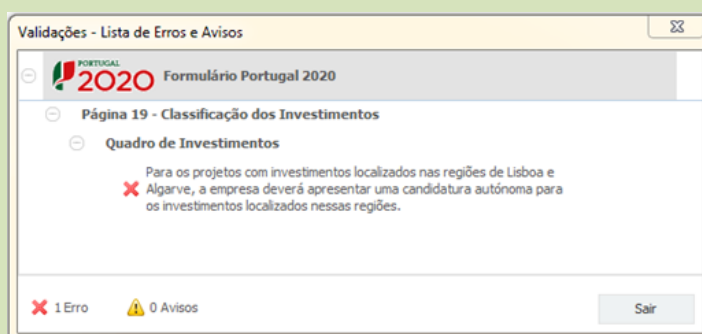 Validações - Lista de Erros e Avisos
PORTUGAL
2020
Formulário Portugal 2020
Página 19 - Classificação dos Investimentos
Quadro de Investimentos
Para os projetos com investimentos localizados nas regiões de Lisboa e
Algarve, a empresa deverá apresentar uma candidatura autónoma para
os investimentos localizados nessas regiões.
1 Erro
0 Avisos
Sair